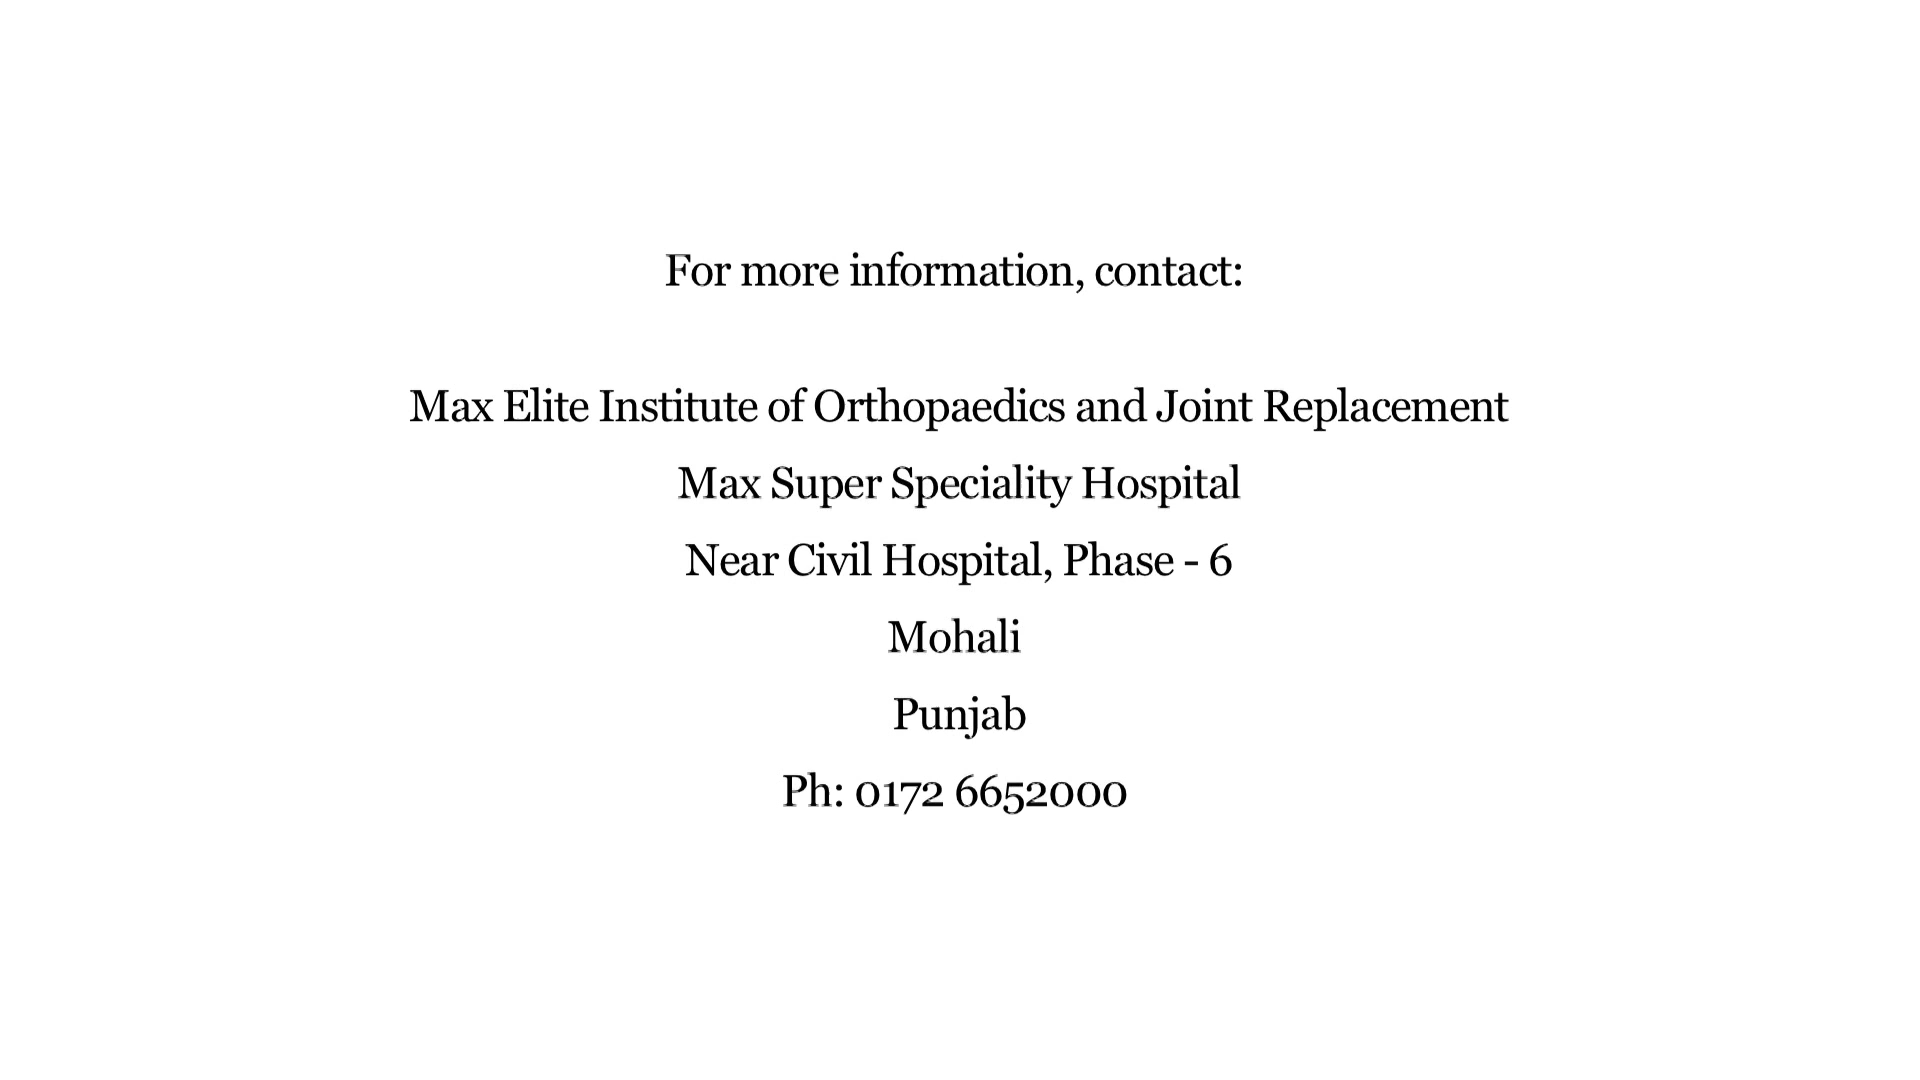 For more information, contact:
Max Elite Institute of Orthopaedics and Joint Replacement
Max Super Speciality Hospital
Near Civil Hospital, Phase - 6
Mohali
Punjab
Ph: 0172 6652000